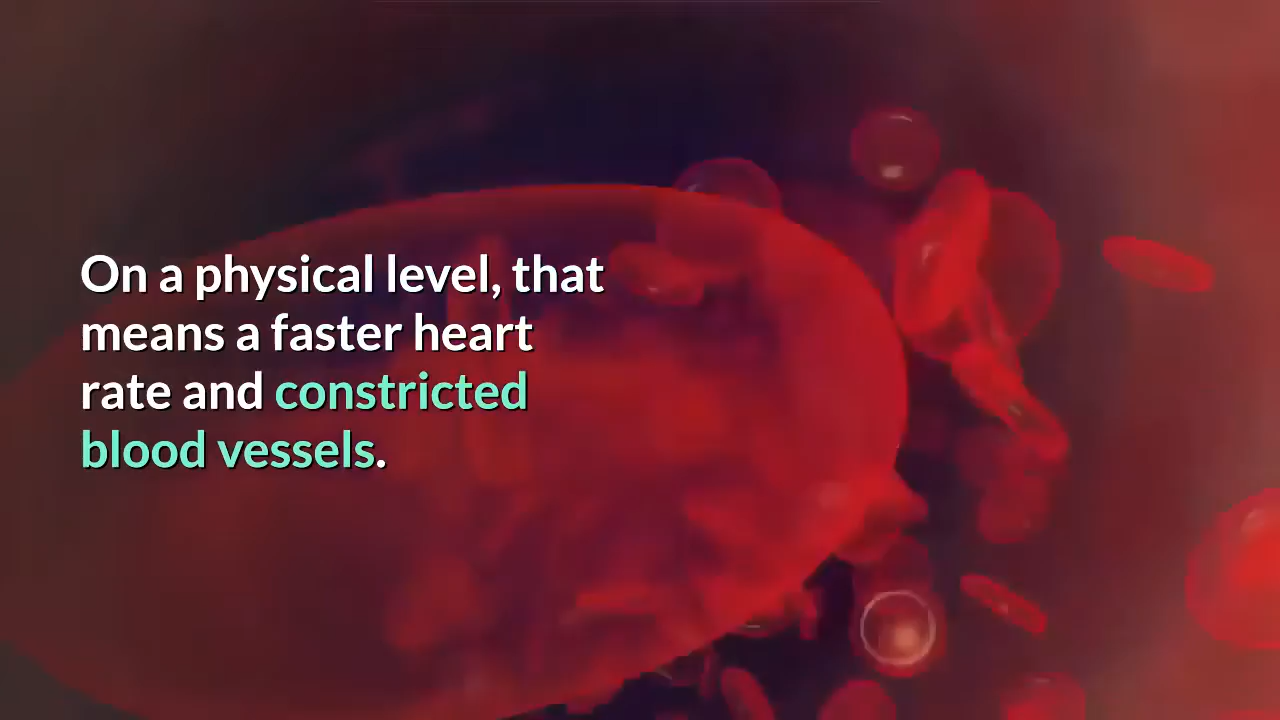 On a physical level, that
means a faster heart
rate and constricted
blood vessels.